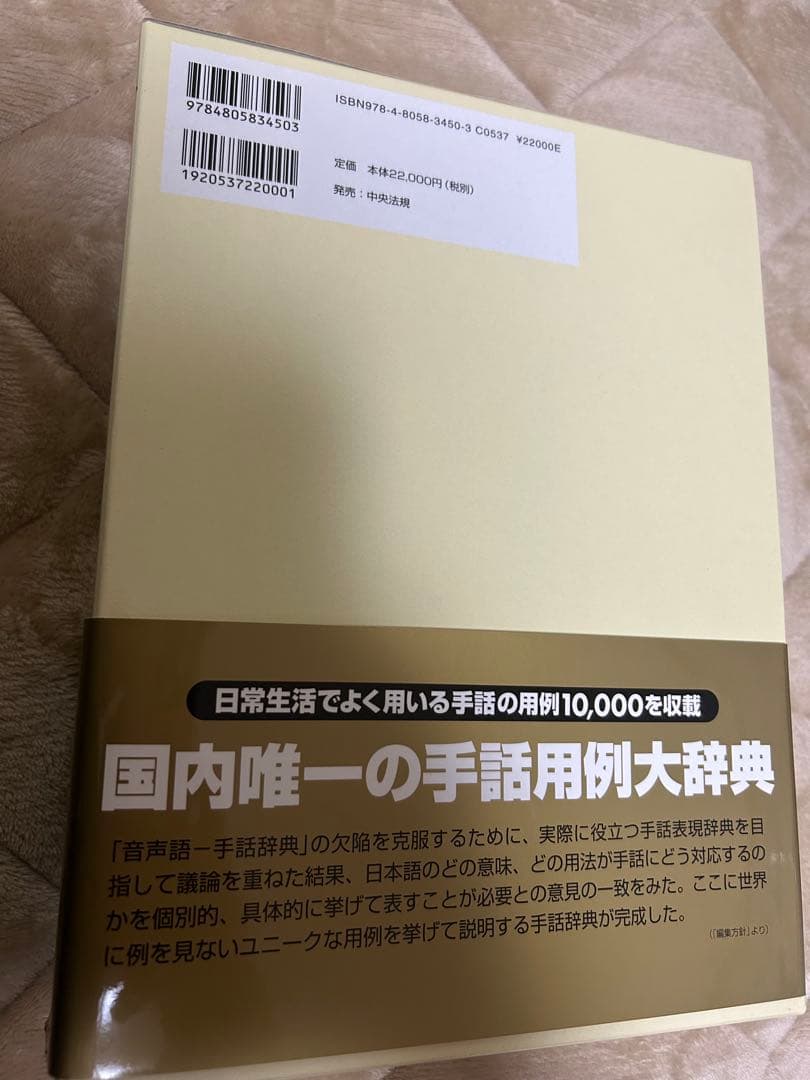 9784805834503
ISBN978-4-8058-3450-3 C0537 ¥22000E
1920537220001
定価 本体22,000円(税別)
発売:中央法規
日常生活でよく用いる手話の用例10,000を収載
国内唯一の手話用例大辞典
「音声語－手話辞典」の欠陥を克服するために、実際に役立つ手話表現辞典を目
指して議論を重ねた結果、日本語のどの意味、どの用法が手話にどう対応するの
かを個別的、具体的に挙げて表すことが必要との意見の一致をみた。ここに世界
に例を見ないユニークな用例を挙げて説明する手話辞典が完成した。
(「編集方針」より)